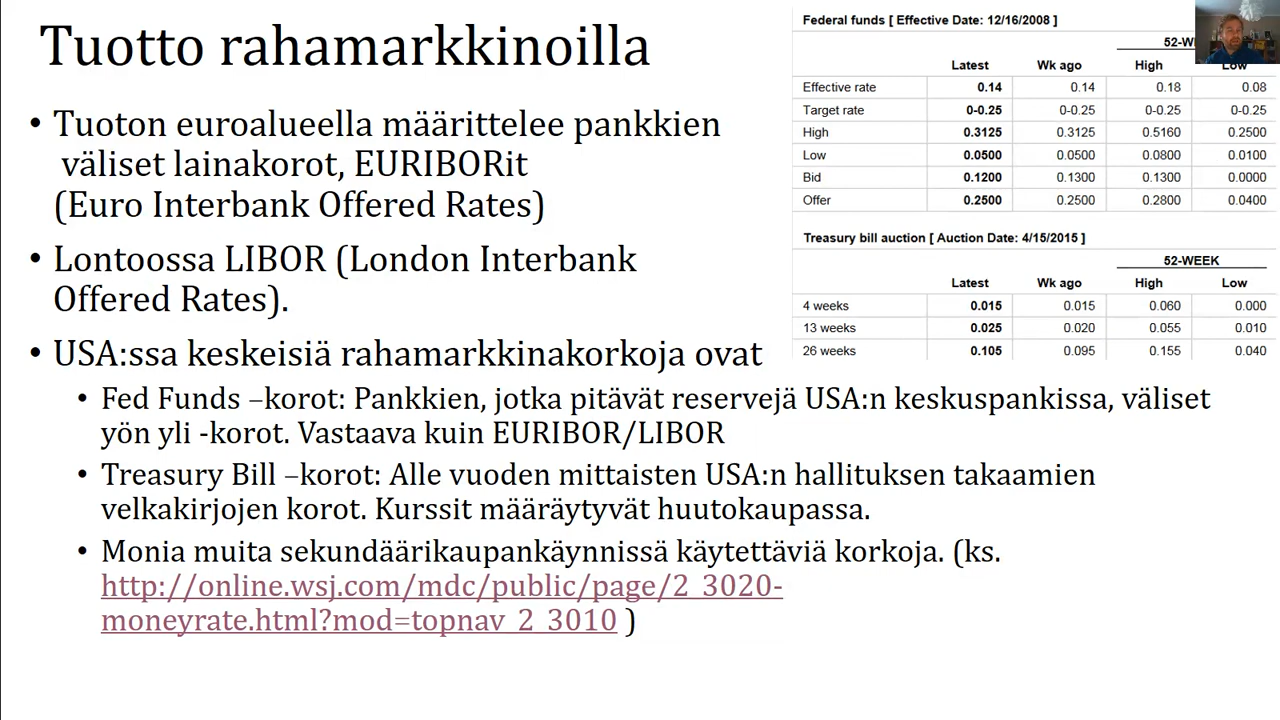 Tuotto rahamarkkinoilla
• Tuoton euroalueella määrittelee pankkien
väliset lainakorot, EURIBORit
(Euro Interbank Offered Rates)
• Lontoossa LIBOR (London Interbank
Offered Rates).
• USA:ssa keskeisiä rahamarkkinakorkoja ovat
• Fed Funds –korot: Pankkien, jotka pitävät reservejä USA:n keskuspankissa, väliset
yön yli -korot. Vastaava kuin EURIBOR/LIBOR
• Treasury Bill –korot: Alle vuoden mittaisten USA:n hallituksen takaamien
velkakirjojen korot. Kurssit määräytyvät huutokaupassa.
• Monia muita sekundäärikaupankäynnissä käytettäviä korkoja. (ks.
http://online.wsj.com/mdc/public/page/2_3020-
moneyrate.html?mod=topnav_2_3010 )
Federal funds [ Effective Date: 12/16/2008 ]
Latest Wk ago High Low
Effective rate 0.14 0.14 0.18 0.08
Target rate 0-0.25 0-0.25 0-0.25 0-0.25
High 0.3125 0.3125 0.5160 0.2500
Low 0.0500 0.0500 0.0800 0.0100
Bid 0.1200 0.1300 0.1300 0.0000
Offer 0.2500 0.2500 0.2800 0.0400
Treasury bill auction [ Auction Date: 4/15/2015 ]
52-WEEK
Latest Wk ago High Low
4 weeks 0.015 0.015 0.060 0.000
13 weeks 0.025 0.020 0.055 0.010
26 weeks 0.105 0.095 0.155 0.040